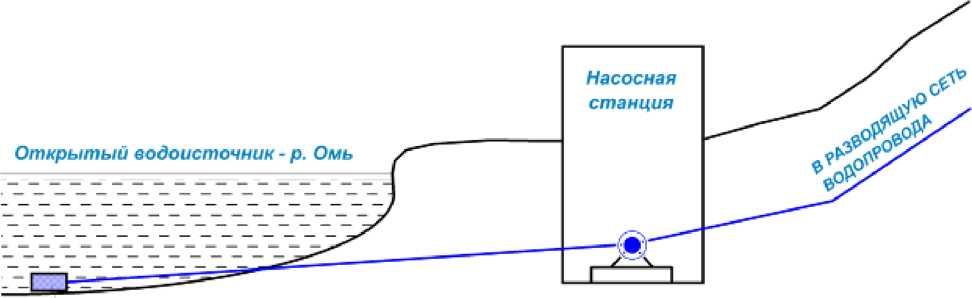 Насосная
станция
Открытый водоисточник - р. Омь
В РАЗВОДЯЩУЮ СЕТЬ
ВОДОПРОВОДА